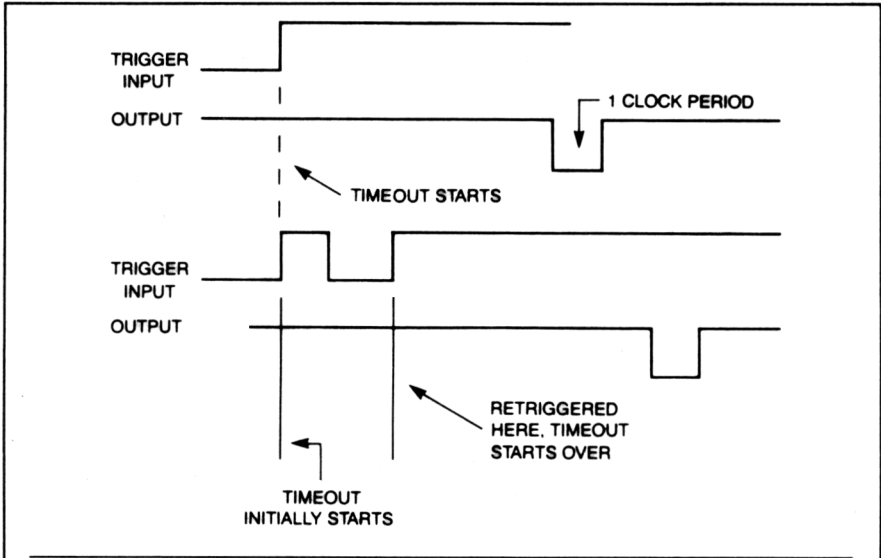 TRIGGER
INPUT
1 CLOCK PERIOD
OUTPUT
TIMEOUT STARTS
TRIGGER
INPUT
OUTPUT
RETRIGGERED
HERE, TIMEOUT
STARTS OVER
TIMEOUT
INITIALLY STARTS